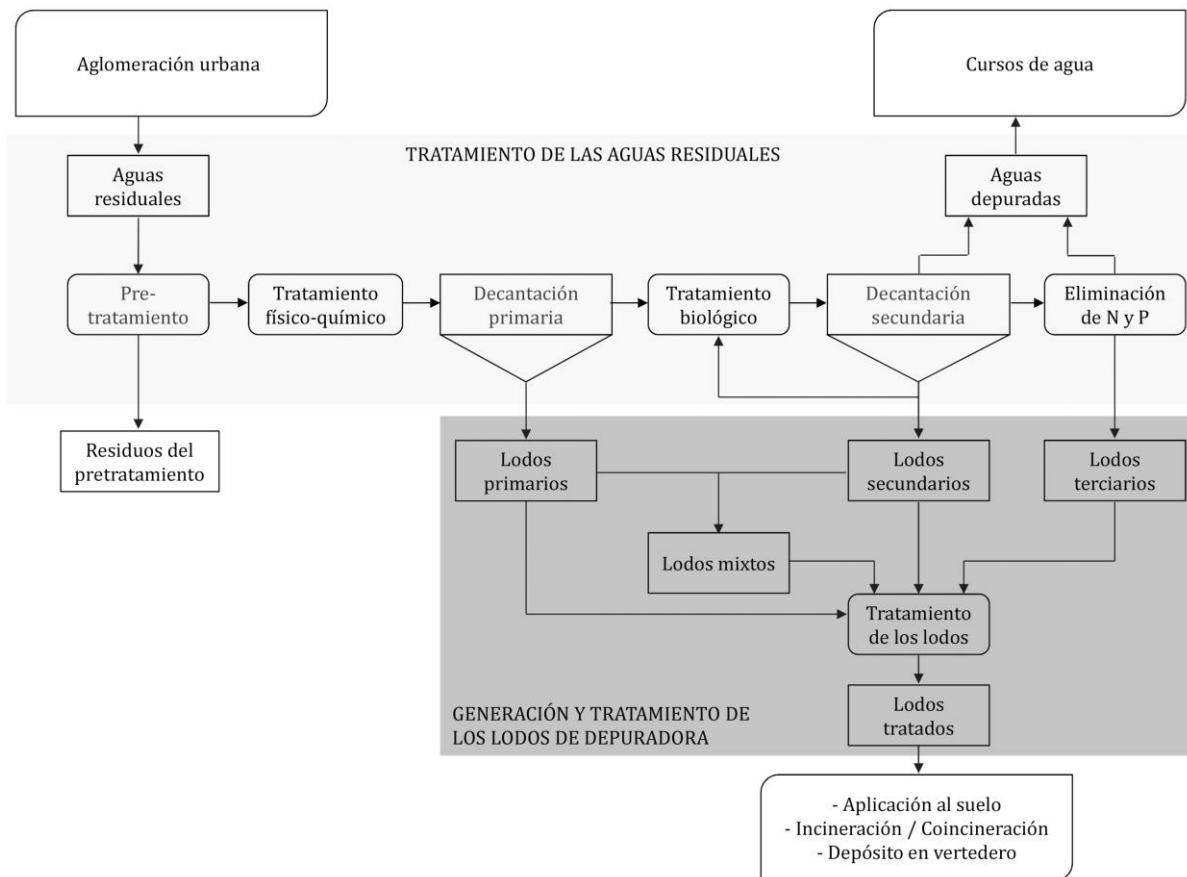 Aglomeración urbana
Cursos de agua
TRATAMIENTO DE LAS AGUAS RESIDUALES
Aguas
residuales
Aguas
depuradas
Pre-
tratamiento
Tratamiento
físico-químico
Decantación
primaria
Tratamiento
biológico
Decantación
secundaria
Eliminación
de N y P
Residuos del
pretratamiento
Lodos
primarios
Lodos
secundarios
Lodos
terciarios
Lodos mixtos
Tratamiento
de los lodos
GENERACIÓN Y TRATAMIENTO DE
LOS LODOS DE DEPURADORA
Lodos
tratados
- Aplicación al suelo
- Incineración / Coincineración
- Depósito en vertedero